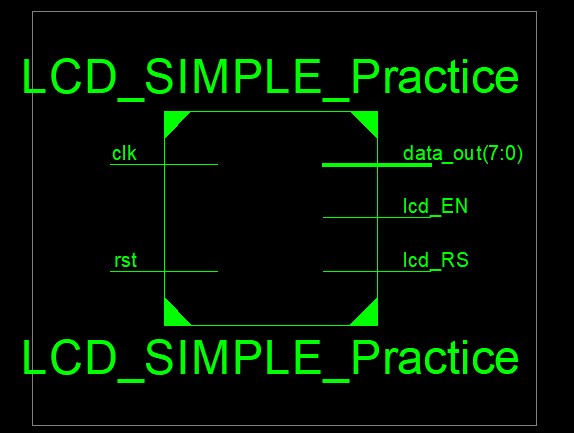 LCD_SIMPLE_Practice
clk
data_out(7:0)
lcd_EN
rst
lcd_RS
LCD_SIMPLE_Practice